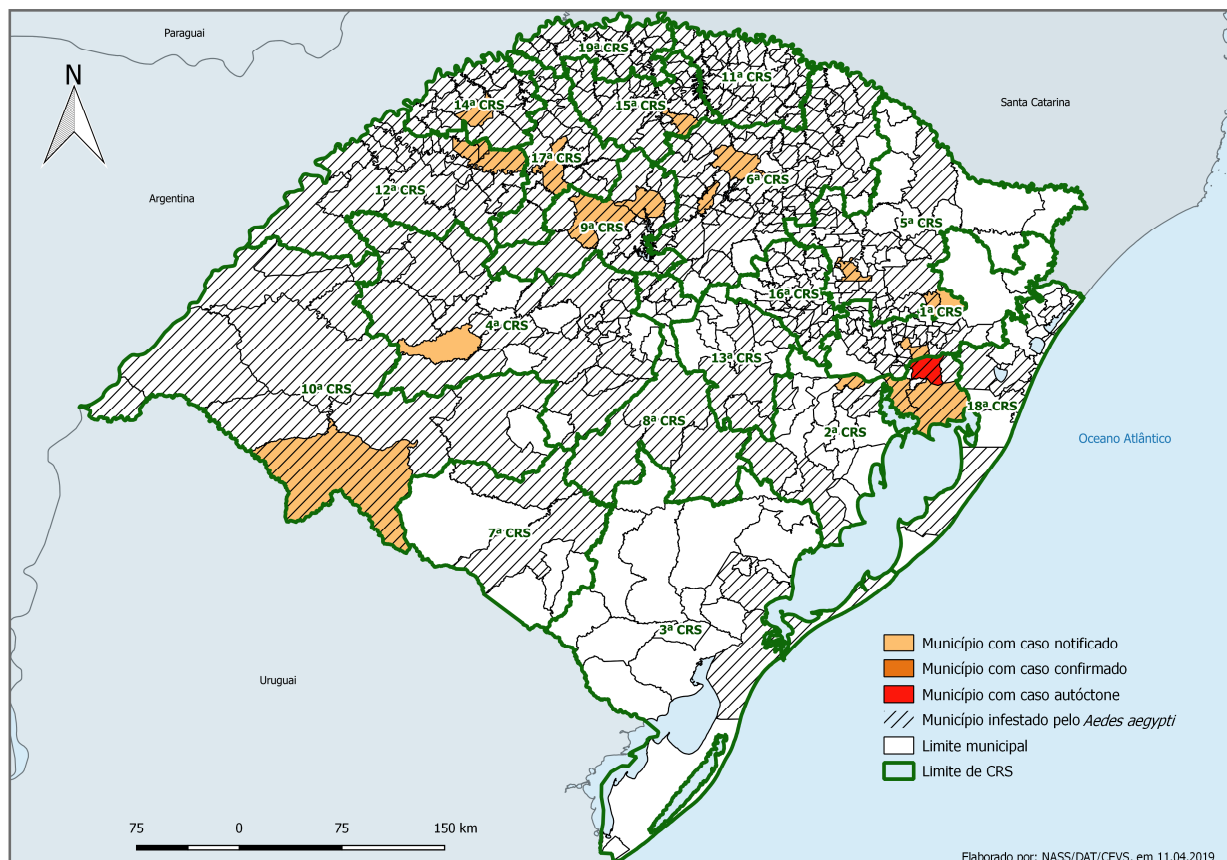 Paraguai
N
19ª CRS
11ª CRS
Santa Catarina
14ª CRS
15ª CRS
17ª CRS
6ª CRS
12ª CRS
Argentina
9ª CRS
5ª CRS
16ª CRS
1ª CRS
4ª CRS
13ª CRS
10ª CRS
18ª CRS
8ª CRS
2ª CRS
Oceano Atlântico
7ª CRS
3ª CRS
Uruguai
Município com caso notificado
Município com caso confirmado
Município com caso autóctone
Município infestado pelo Aedes aegypti
Limite municipal
Limite de CRS
75 0 75 150 km
Elaborado por: NASS/DAT/CEVS, em 11.04.2019